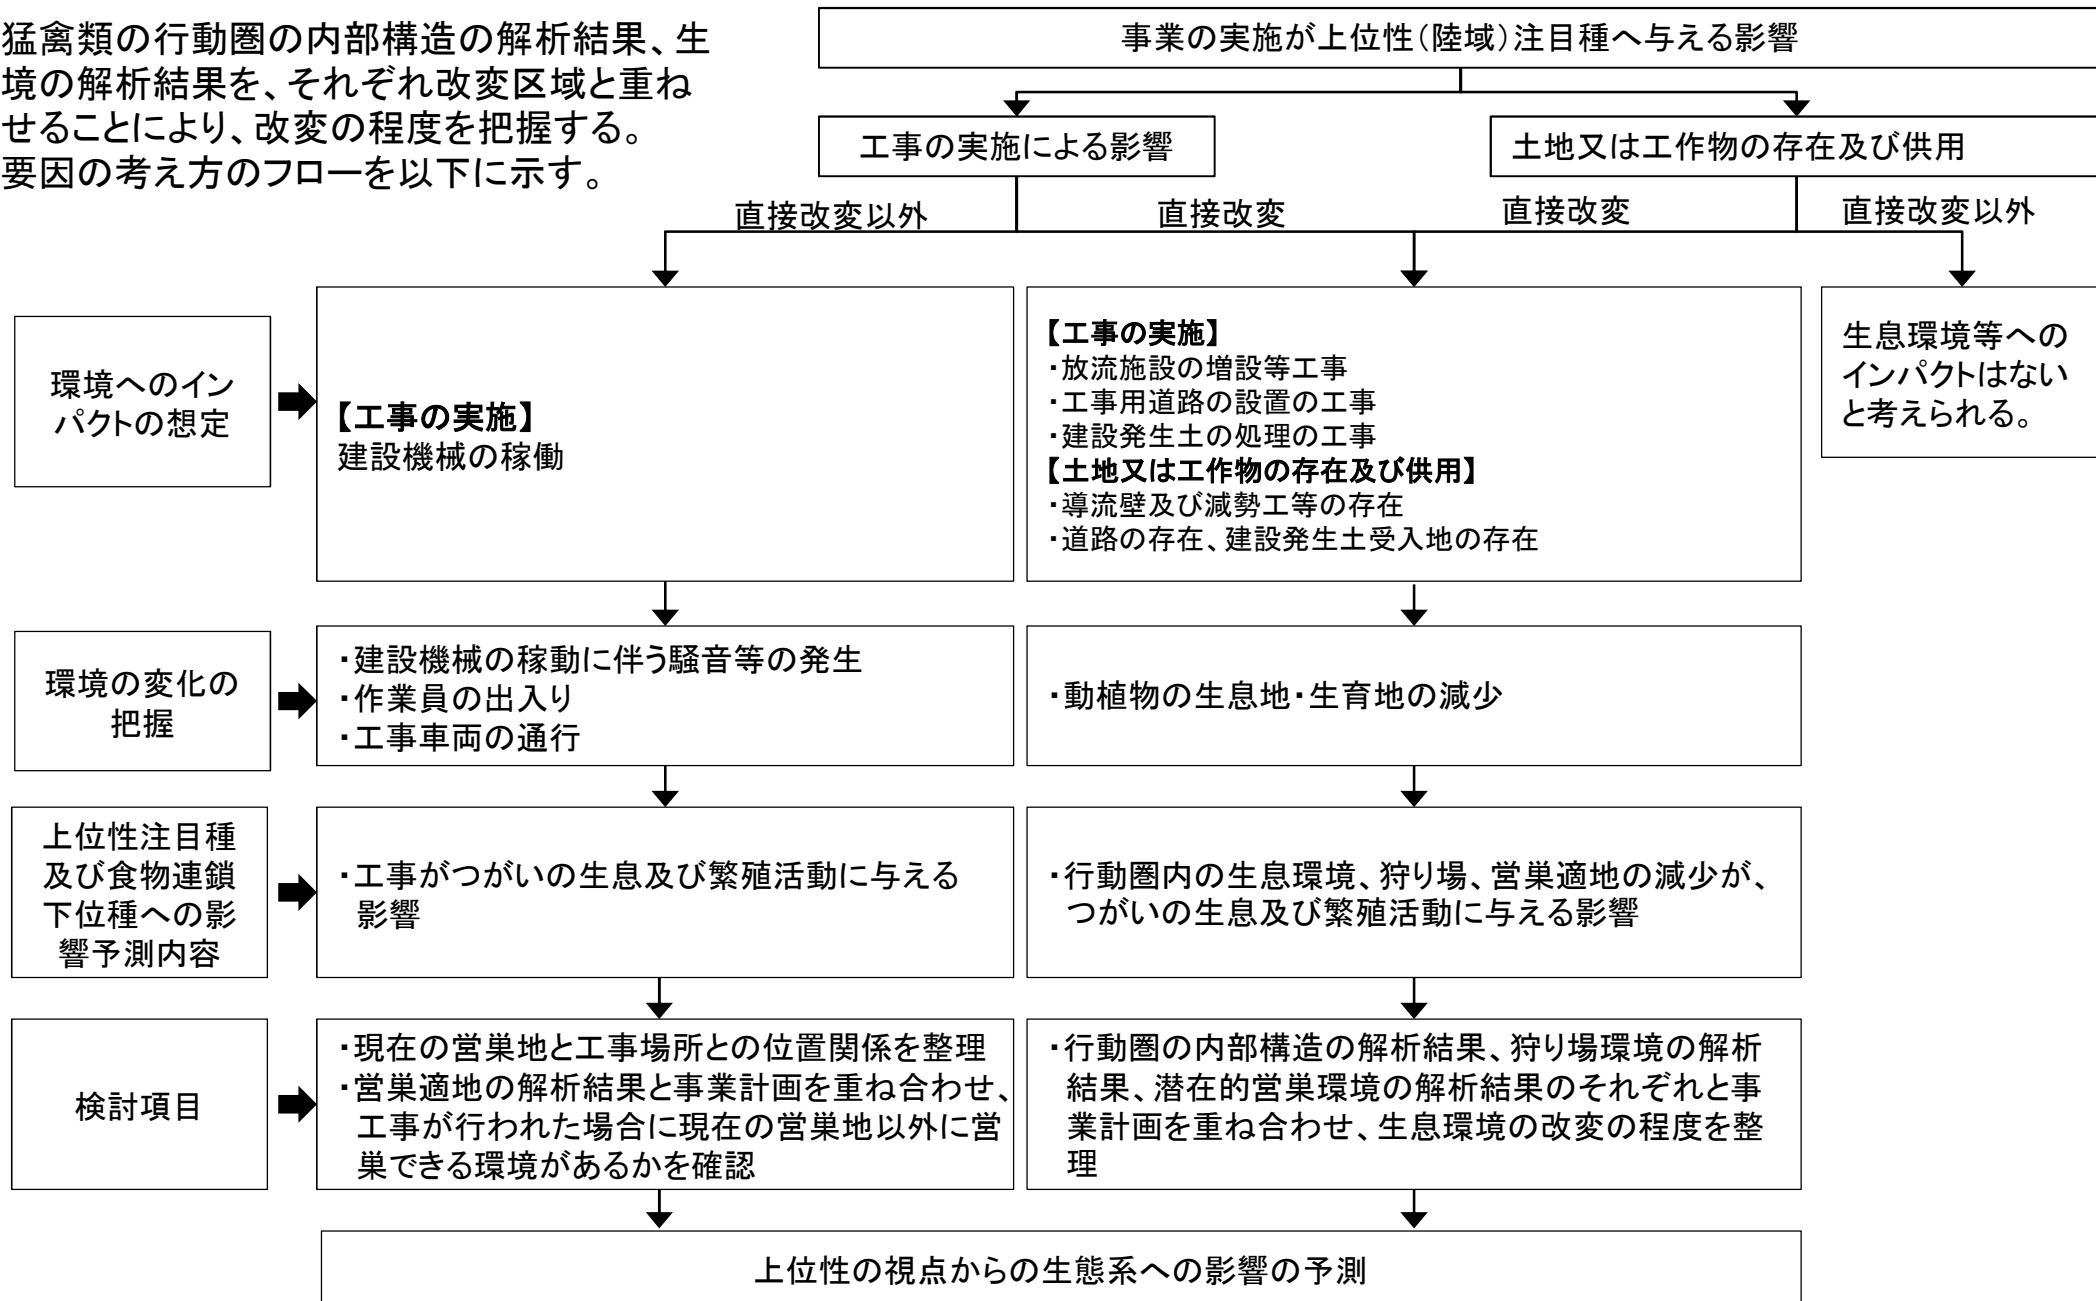 猛禽類の行動圏の内部構造の解析結果、生
境の解析結果を、それぞれ改変区域と重ね
せることにより、改変の程度を把握する。
要因の考え方のフローを以下に示す。
事業の実施が上位性（陸域）注目種へ与える影響
工事の実施による影響
土地又は工作物の存在及び供用
直接改変以外
直接改変
直接改変
直接改変以外
環境へのイン
パクトの想定
【工事の実施】
建設機械の稼働
【工事の実施】
・放流施設の増設等工事
・工事用道路の設置の工事
・建設発生土の処理の工事
【土地又は工作物の存在及び供用】
・導流壁及び減勢工等の存在
・道路の存在、建設発生土受入地の存在
生息環境等への
インパクトはない
と考えられる。
環境の変化の
把握
・建設機械の稼動に伴う騒音等の発生
・作業員の出入り
・工事車両の通行
・動植物の生息地・生育地の減少
上位性注目種
及び食物連鎖
下位種への影
響予測内容
・工事がつがいの生息及び繁殖活動に与える
影響
・行動圏内の生息環境、狩り場、営巣適地の減少が、
つがいの生息及び繁殖活動に与える影響
検討項目
・現在の営巣地と工事場所との位置関係を整理
・営巣適地の解析結果と事業計画を重ね合わせ、
工事が行われた場合に現在の営巣地以外に営
巣できる環境があるかを確認
・行動圏の内部構造の解析結果、狩り場環境の解析
結果、潜在的営巣環境の解析結果のそれぞれと事
業計画を重ね合わせ、生息環境の改変の程度を整
理
上位性の視点からの生態系への影響の予測